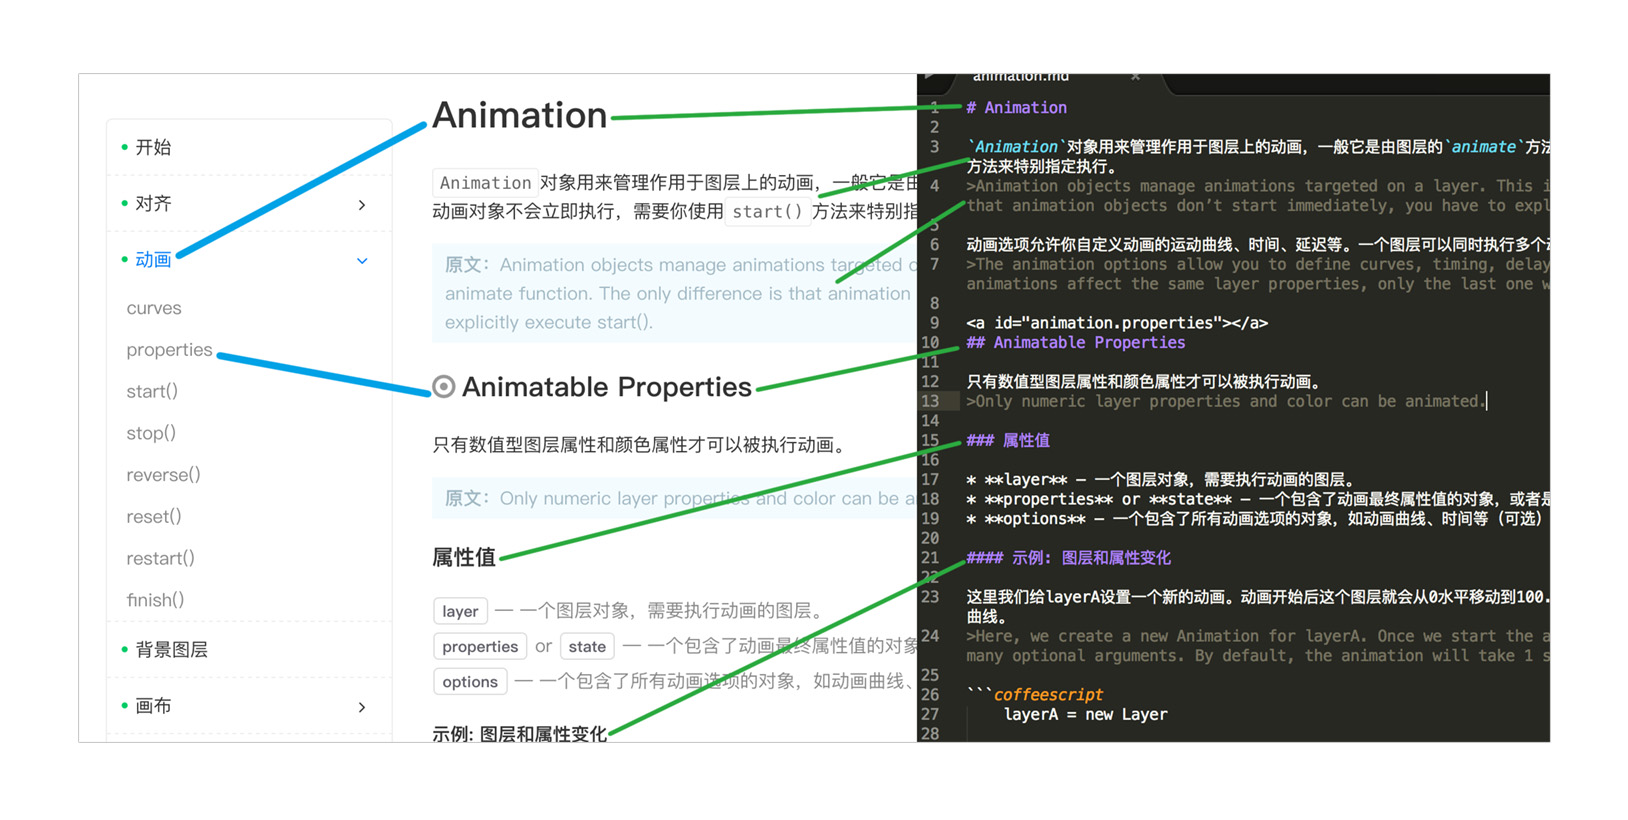 开始
对齐
动画
curves
properties
start()
stop()
reverse()
reset()
restart()
finish()
背景图层
画布
Animation
Animation 对象用来管理作用于图层上的动画，一般它是由
动画对象不会立即执行，需要你使用 start() 方法来特别指
原文：Animation objects manage animations targeted
animate function. The only difference is that animation
explicitly execute start().
Animatable Properties
只有数值型图层属性和颜色属性才可以被执行动画。
原文：Only numeric layer properties and color can be a
属性值
layer — 一个图层对象，需要执行动画的图层。
properties or state — 一个包含了动画最终属性值的对象
options — 一个包含了所有动画选项的对象，如动画曲线、
示例: 图层和属性变化
animation.md
1 # Animation
2
3 `Animation`对象用来管理作用于图层上的动画，一般它是由图层的`animate`方法
方法来特别指定执行。
4 >Animation objects manage animations targeted on a layer. This i
that animation objects don’t start immediately, you have to expl
5
6 动画选项允许你自定义动画的运动曲线、时间、延迟等。一个图层可以同时执行多个动
7 >The animation options allow you to define curves, timing, delay
animations affect the same layer properties, only the last one w
8
9 <a id="animation.properties"></a>
10 ## Animatable Properties
11
12 只有数值型图层属性和颜色属性才可以被执行动画。
13 >Only numeric layer properties and color can be animated.
14
15 ### 属性值
16
17 * **layer** — 一个图层对象，需要执行动画的图层。
18 * **properties** or **state** — 一个包含了动画最终属性值的对象，或者是
19 * **options** — 一个包含了所有动画选项的对象，如动画曲线、时间等（可选）
20
21 #### 示例: 图层和属性变化
22
23 这里我们给layerA设置一个新的动画。动画开始后这个图层就会从0水平移动到100.
曲线。
24 >Here, we create a new Animation for layerA. Once we start the a
many optional arguments. By default, the animation will take 1 s
25
26 ```coffeescript
27 layerA = new Layer
28